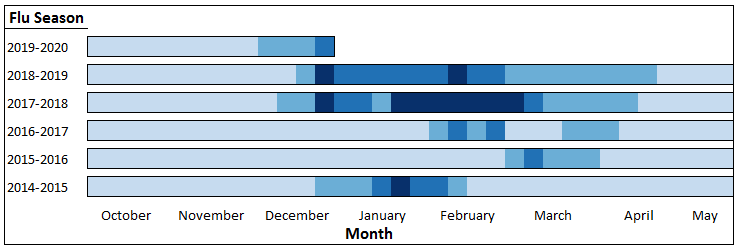 Flu Season
2019-2020
2018-2019
2017-2018
2016-2017
2015-2016
2014-2015
October November December January February March April May
Month